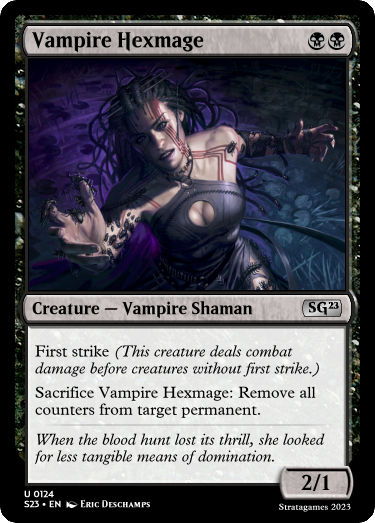 Vampire Hexmage
Creature — Vampire Shaman
SG23
First strike (This creature deals combat
damage before creatures without first strike.)
Sacrifice Vampire Hexmage: Remove all
counters from target permanent.
When the blood hunt lost its thrill, she looked
for less tangible means of domination.
2/1
U 0124
S23 • EN Eric Deschamps
Stratagames 2023